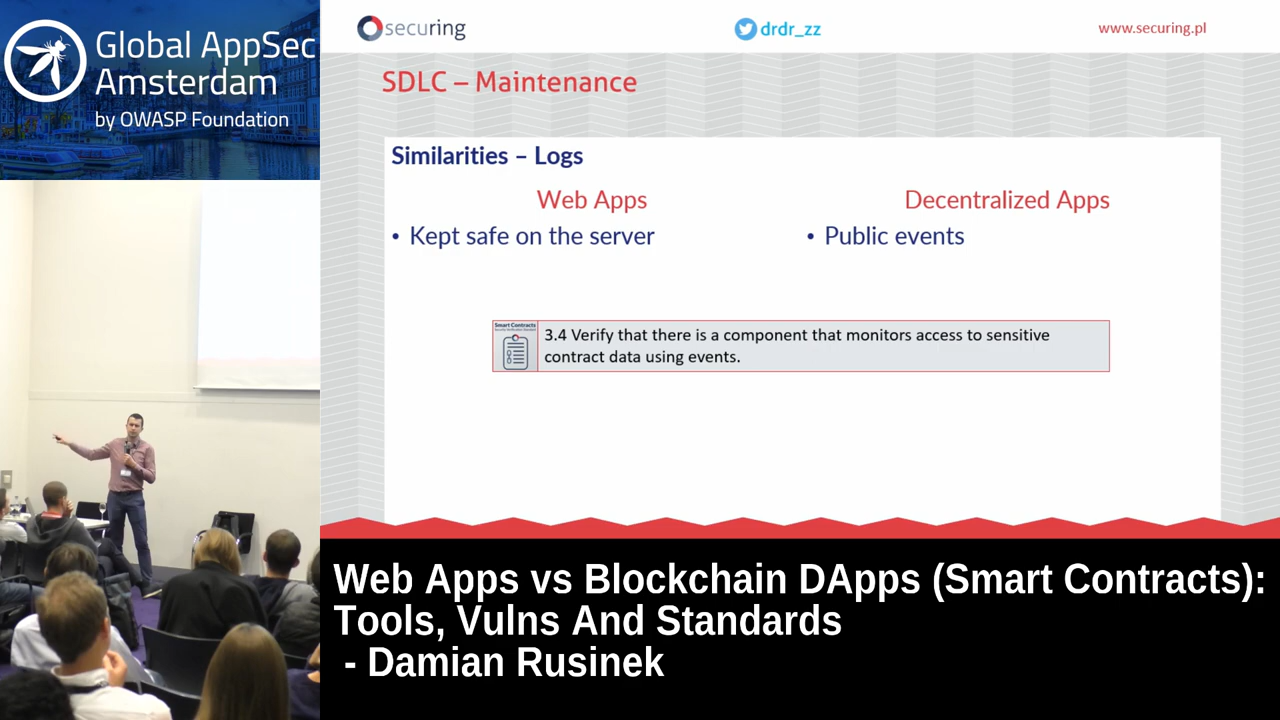 Global AppSec
Amsterdam
by OWASP Foundation
securing
drdr_zz
www.securing.pl
SDLC – Maintenance
Similarities – Logs
Web Apps
Decentralized Apps
• Kept safe on the server
• Public events
Smart Contracts
3.4 Verify that there is a component that monitors access to sensitive
contract data using events.
Web Apps vs Blockchain DApps (Smart Contracts):
Tools, Vulns And Standards
- Damian Rusinek